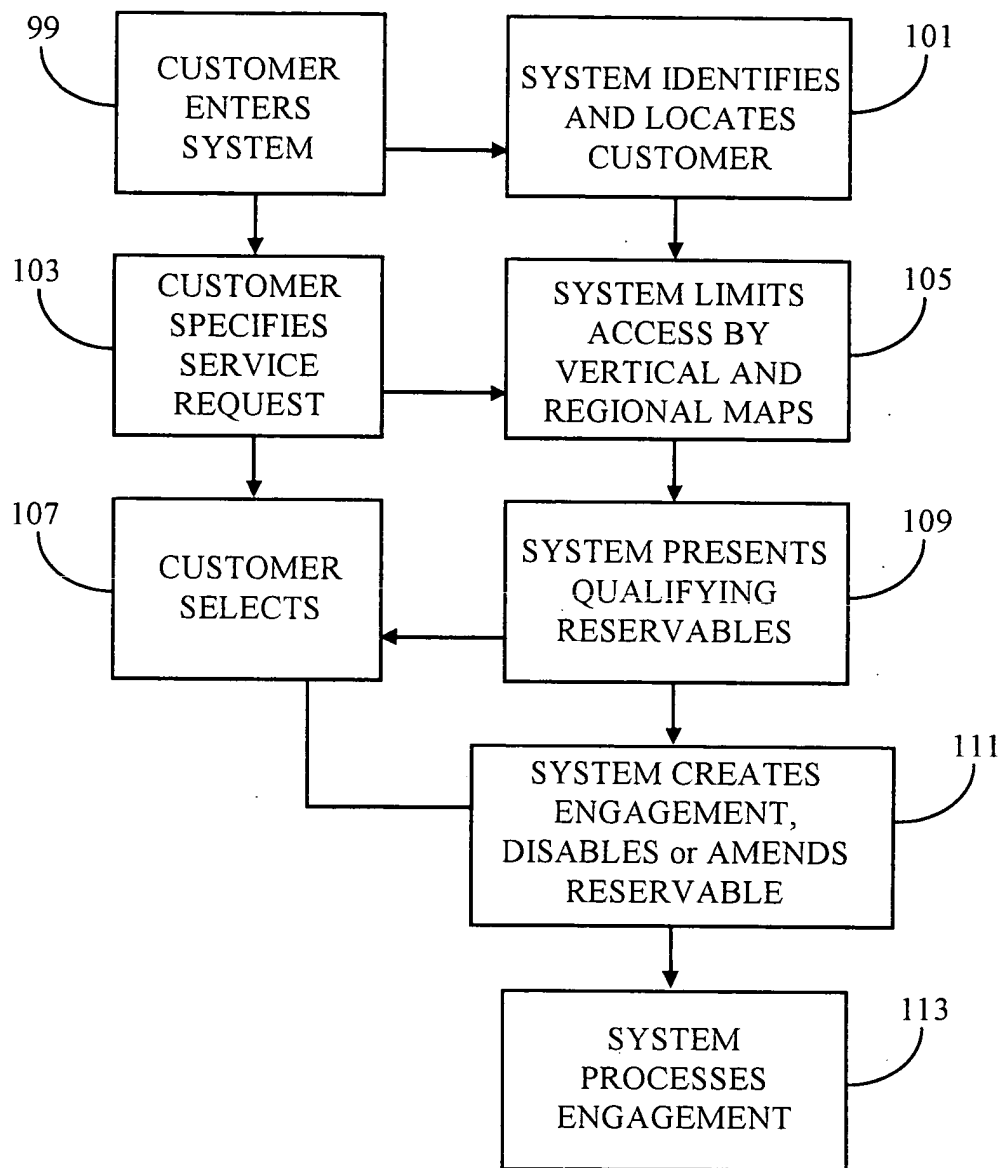 99
CUSTOMER
ENTERS
SYSTEM
101
SYSTEM IDENTIFIES
AND LOCATES
CUSTOMER
103
CUSTOMER
SPECIFIES
SERVICE
REQUEST
105
SYSTEM LIMITS
ACCESS BY
VERTICAL AND
REGIONAL MAPS
107
CUSTOMER
SELECTS
109
SYSTEM PRESENTS
QUALIFYING
RESERVABLES
111
SYSTEM CREATES
ENGAGEMENT,
DISABLES or AMENDS
RESERVABLE
113
SYSTEM
PROCESSES
ENGAGEMENT